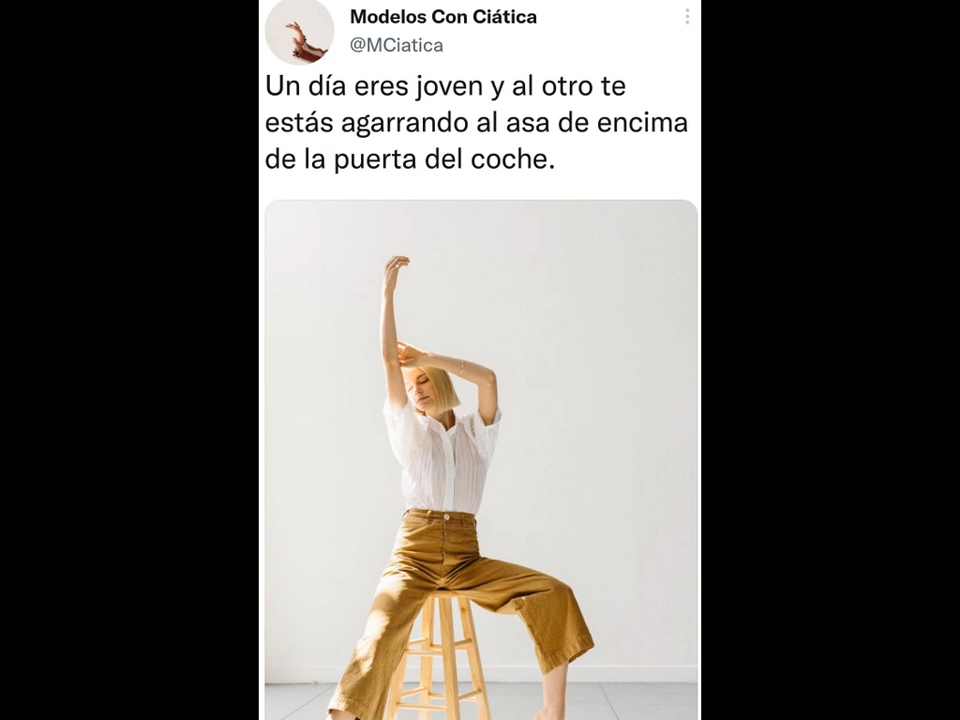 Modelos Con Ciática
@MCiatica
Un día eres joven y al otro te
estás agarrando al asa de encima
de la puerta del coche.